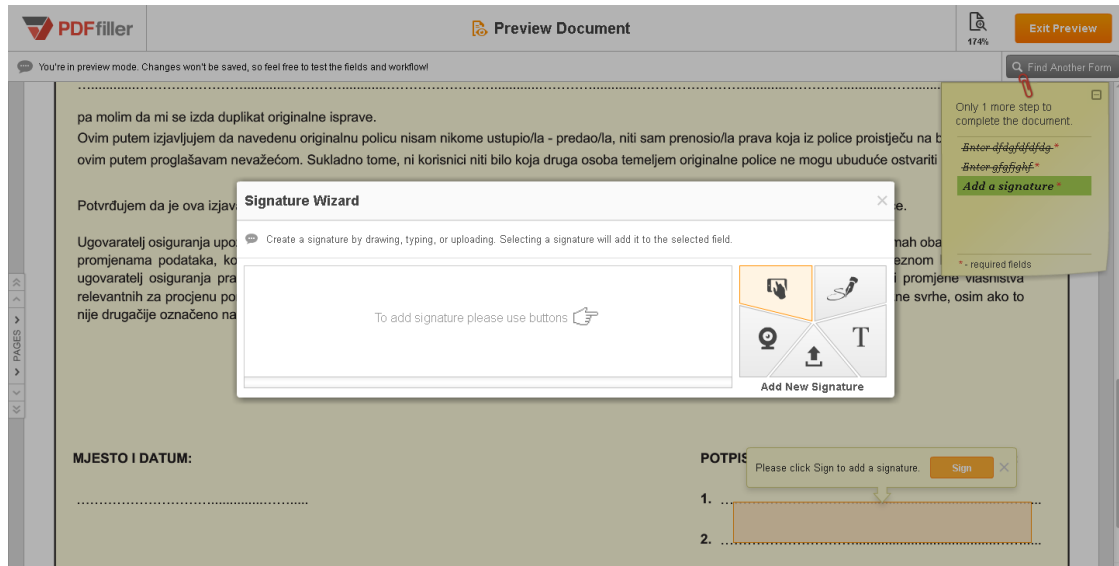 PDFfiller
Preview Document
174%
Exit Preview
You're in preview mode. Changes won't be saved, so feel free to test the fields and workflow!
Find Another Form
Only 1 more step to
complete the document.
Enter dfdgfdfdfdg *
Enter gfgfjghf *
Add a signature *
* - required fields
pa molim da mi se izda duplikat originalne isprave.
Ovim putem izjavljujem da navedenu originalnu policu nisam nikome ustupio/la - predao/la, niti sam prenosio/la prava koja iz police proistječu na b
ovim putem proglašavam nevažećom. Sukladno tome, ni korisnici niti bilo koja druga osoba temeljem originalne police ne mogu ubuduće ostvariti
Potvrđujem da je ova izjav
ce.
Ugovaratelj osiguranja upo
mah oba
promjenama podataka, ko
eznom
ugovaratelj osiguranja pra
i promjene vlasništva
relevantnih za procjenu po
ne svrhe, osim ako to
nije drugačije označeno na
Signature Wizard
Create a signature by drawing, typing, or uploading. Selecting a signature will add it to the selected field.
To add signature please use buttons
T
Add New Signature
PAGES
MJESTO I DATUM:
POTPIS
Please click Sign to add a signature.
Sign
1.
2.